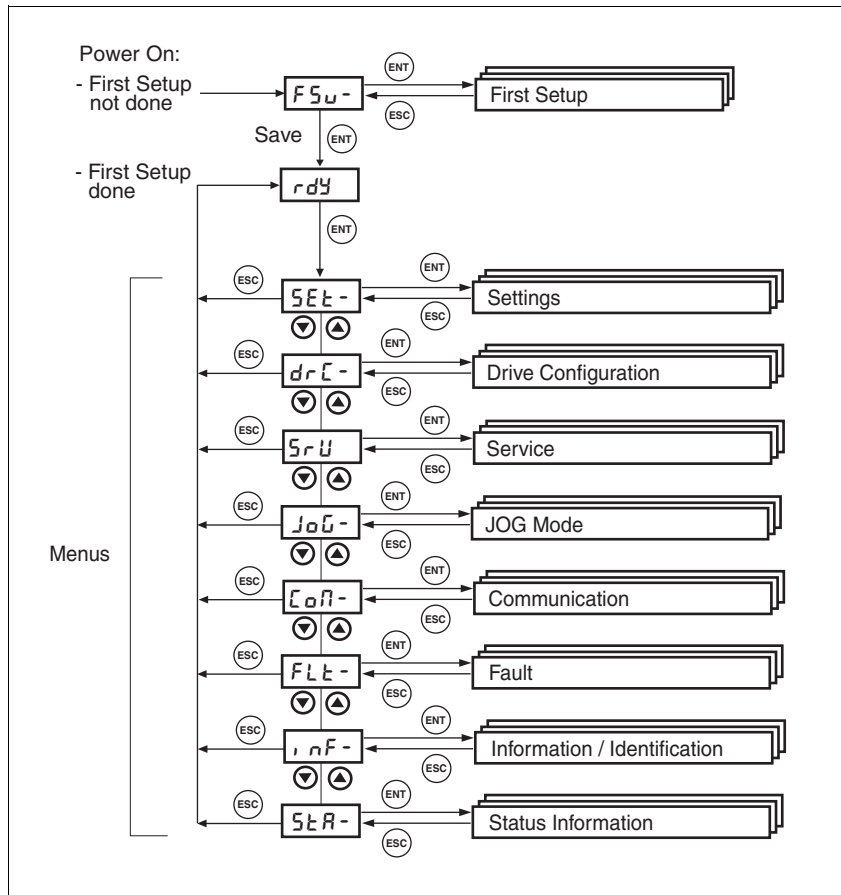 Power On:
- First Setup
not done
FSu-
ENT
ESC
First Setup
Save
ENT
- First Setup
done
rdY
ENT
Menus
ESC
SEt-
ENT
ESC
Settings
ESC
drC-
ENT
ESC
Drive Configuration
ESC
SrU
ENT
ESC
Service
ESC
JoG-
ENT
ESC
JOG Mode
ESC
CoM-
ENT
ESC
Communication
ESC
FLt-
ENT
ESC
Fault
ESC
inF-
ENT
ESC
Information / Identification
ESC
StA-
ENT
ESC
Status Information